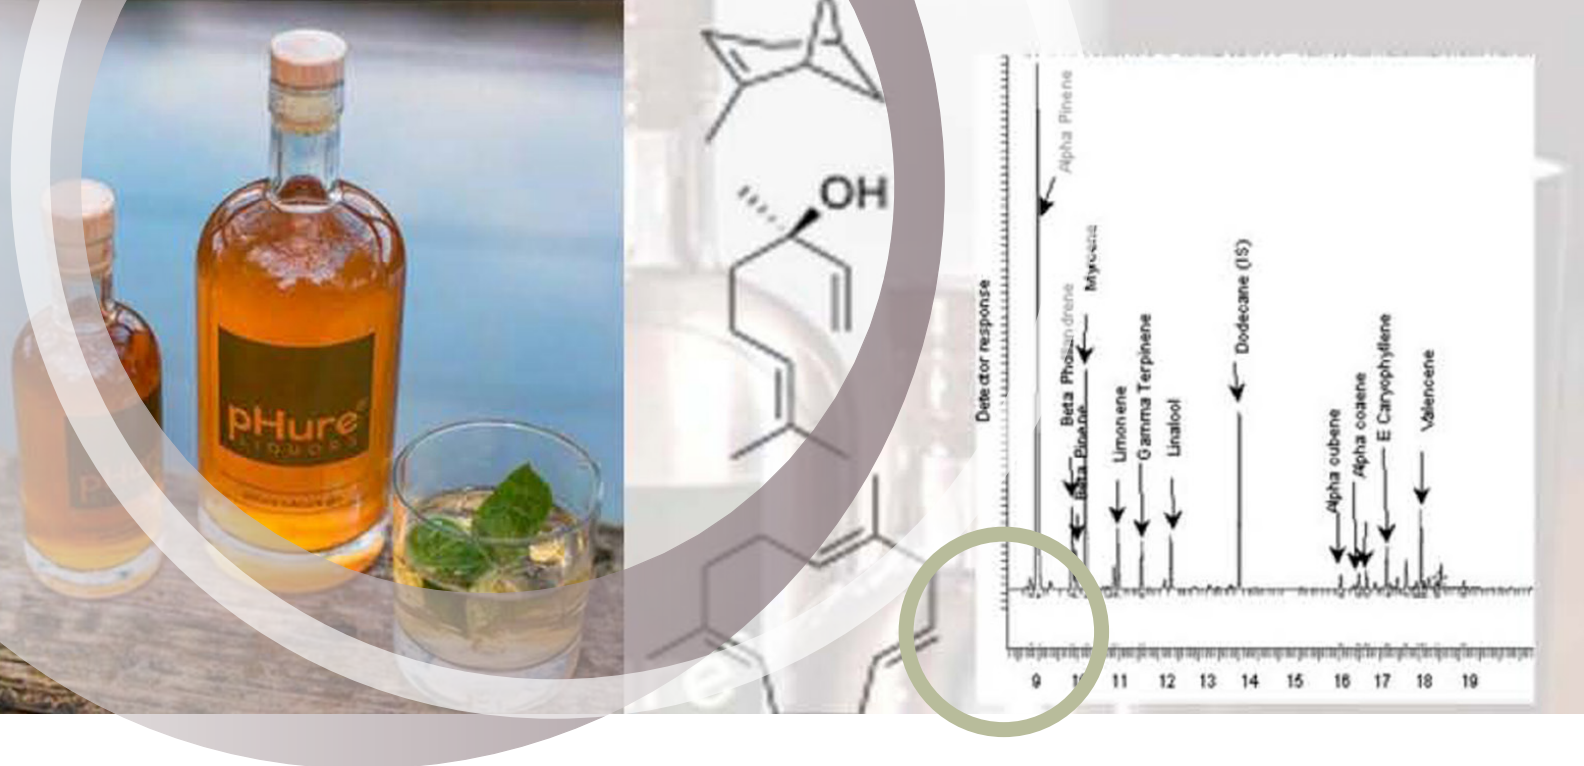 pHure
LIQUORS
OH
Detector response
Alpha Pinene
Beta Phellandrene
Beta Pinene
Myrcene
Limonene
Gamma Terpinene
Linalool
Dodecane (IS)
Alpha cubene
Alpha coaene
E Caryophyllene
Valencene
9 10 11 12 13 14 15 16 17 18 19
e